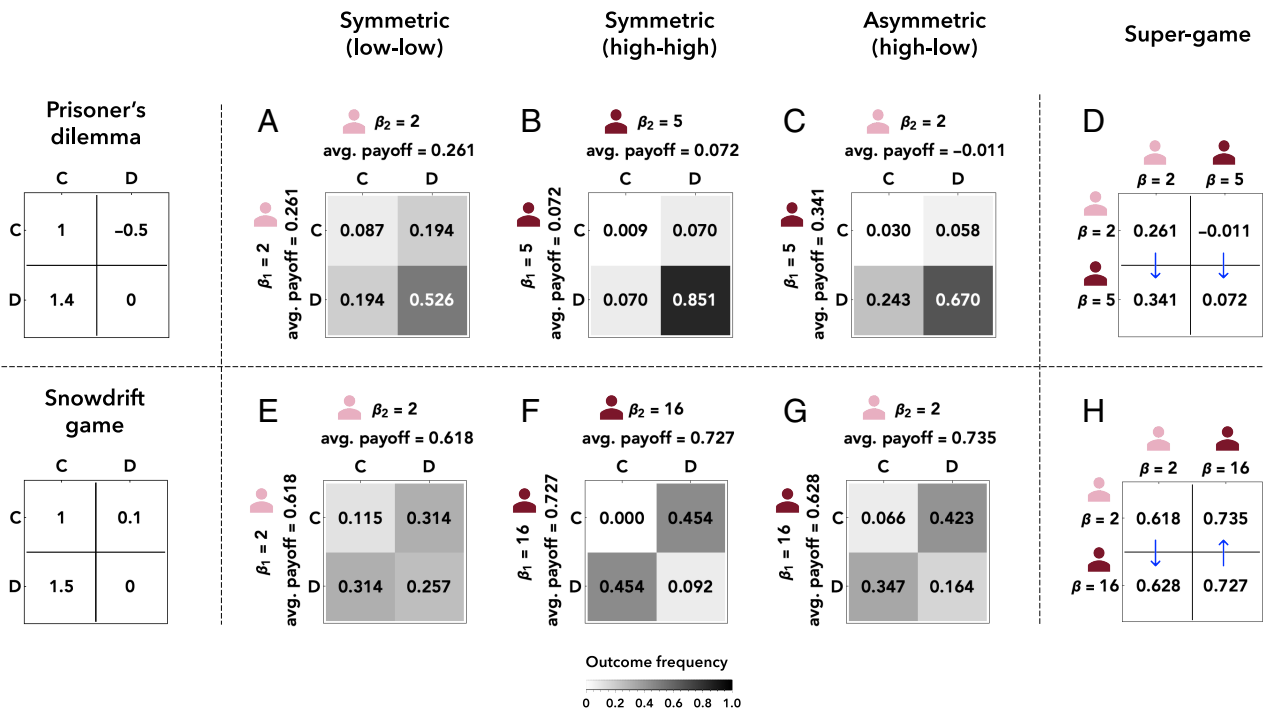 Symmetric
(low-low)
Symmetric
(high-high)
Asymmetric
(high-low)
Super-game
Prisoner's
dilemma
C D
C 1 −0.5
D 1.4 0
A
β2 = 2
avg. payoff = 0.261
β1 = 2
avg. payoff = 0.261
C D
C 0.087 0.194
D 0.194 0.526
B
β2 = 5
avg. payoff = 0.072
β1 = 5
avg. payoff = 0.072
C D
C 0.009 0.070
D 0.070 0.851
C
β2 = 2
avg. payoff = −0.011
β1 = 5
avg. payoff = 0.341
C D
C 0.030 0.058
D 0.243 0.670
D
β = 2 β = 5
β = 2 0.261 −0.011
β = 5 0.341 0.072
Snowdrift
game
C D
C 1 0.1
D 1.5 0
E
β2 = 2
avg. payoff = 0.618
β1 = 2
avg. payoff = 0.618
C D
C 0.115 0.314
D 0.314 0.257
F
β2 = 16
avg. payoff = 0.727
β1 = 16
avg. payoff = 0.727
C D
C 0.000 0.454
D 0.454 0.092
G
β2 = 2
avg. payoff = 0.735
β1 = 16
avg. payoff = 0.628
C D
C 0.066 0.423
D 0.347 0.164
H
β = 2 β = 16
β = 2 0.618 0.735
β = 16 0.628 0.727
Outcome frequency
0 0.2 0.4 0.6 0.8 1.0